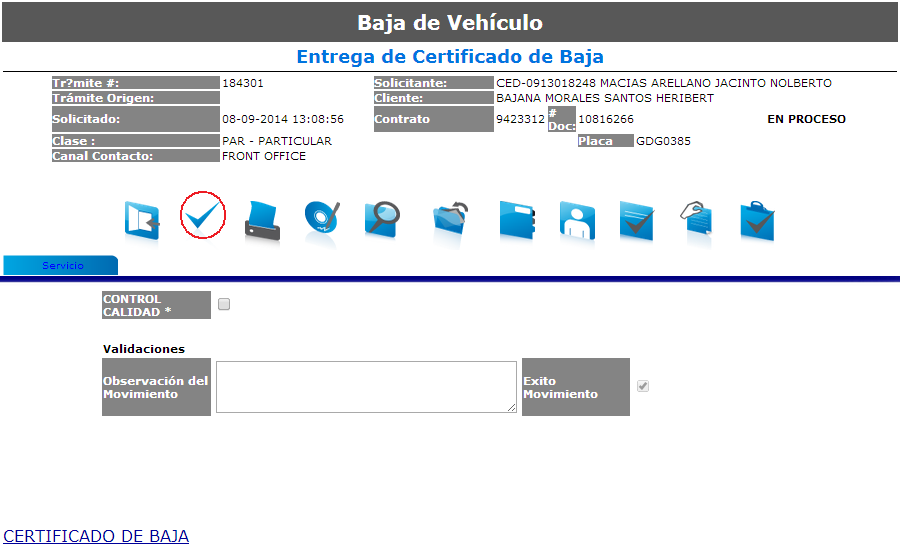 Baja de Vehículo
Entrega de Certificado de Baja
Tr?mite #: 184301 Solicitante: CED-0913018248 MACIAS ARELLANO JACINTO NOLBERTO
Trámite Origen: Cliente: BAJANA MORALES SANTOS HERIBERT
Solicitado: 08-09-2014 13:08:56 Contrato 9423312 # Doc: 10816266 EN PROCESO
Clase : PAR - PARTICULAR Placa GDG0385
Canal Contacto: FRONT OFFICE
Servicio
CONTROL
CALIDAD *
Validaciones
Observación del
Movimiento
Exito
Movimiento
CERTIFICADO DE BAJA